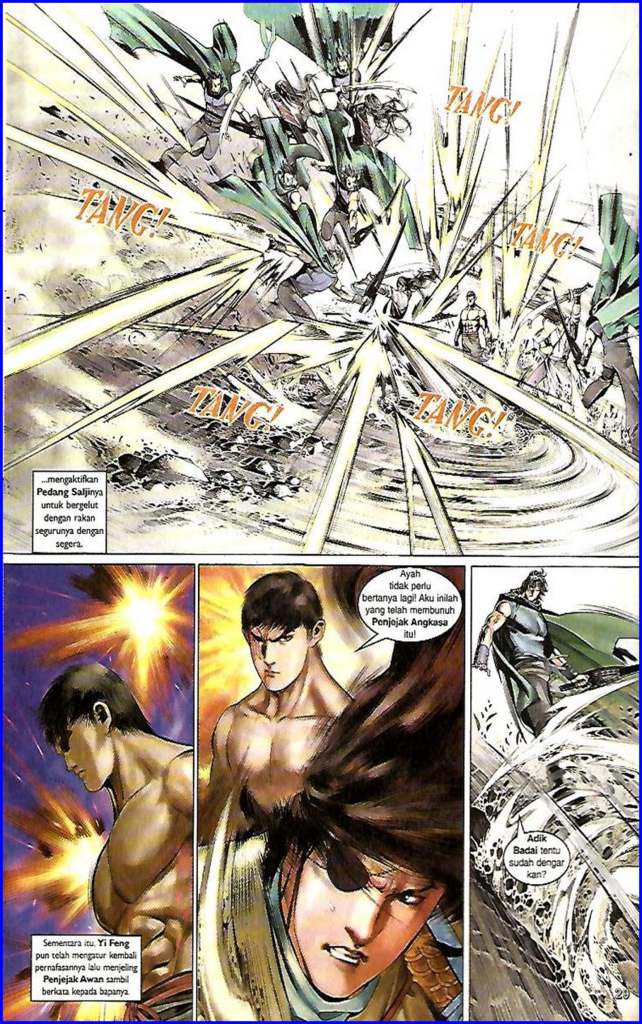 TANG!
TANG!
TANG!
TANG!
TANG!
...mengaktifkan
Pedang Saljinya
untuk bergelut
dengan rakan
segurunya dengan
segera.
Sementara itu, Yi Feng
pun telah mengatur kembali
pernafasannya lalu menjeling
Penjejak Awan sambil
berkata kepada bapanya.
Ayah
tidak perlu
bertanya lagi! Aku inilah
yang telah membunuh
Penjejak Angkasa
itu!
Adik
Badai tentu
sudah dengar
kan?
29